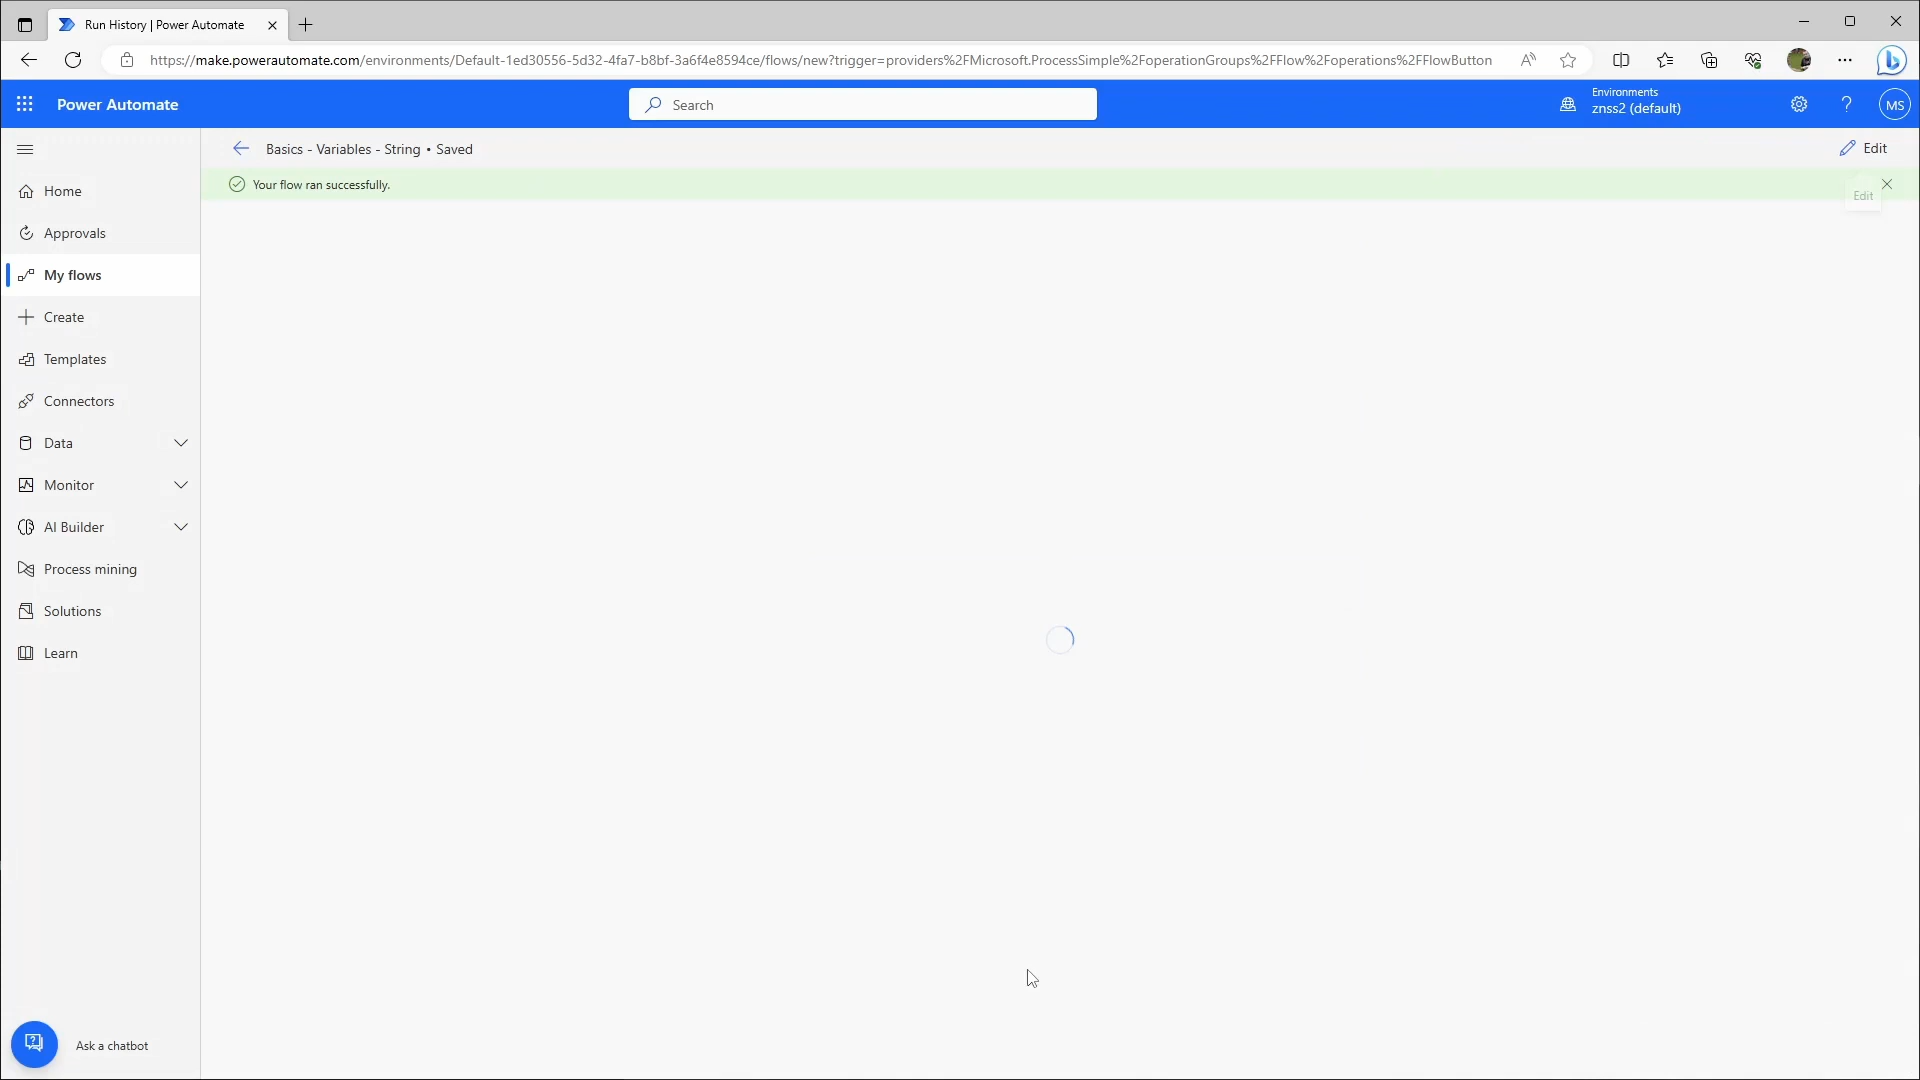 Run History | Power Automate
https://make.powerautomate.com/environments/Default-1ed30556-5d32-4fa7-b8bf-3a6f4e8594ce/flows/new?trigger=providers%2FMicrosoft.ProcessSimple%2FoperationGroups%2FFlow%2Foperations%2FFlowButton
Power Automate
Search
Environments
znss2 (default)
?
MS
Basics - Variables - String • Saved
Edit
Your flow ran successfully.
Edit
Home
Approvals
My flows
Create
Templates
Connectors
Data
Monitor
AI Builder
Process mining
Solutions
Learn
Ask a chatbot